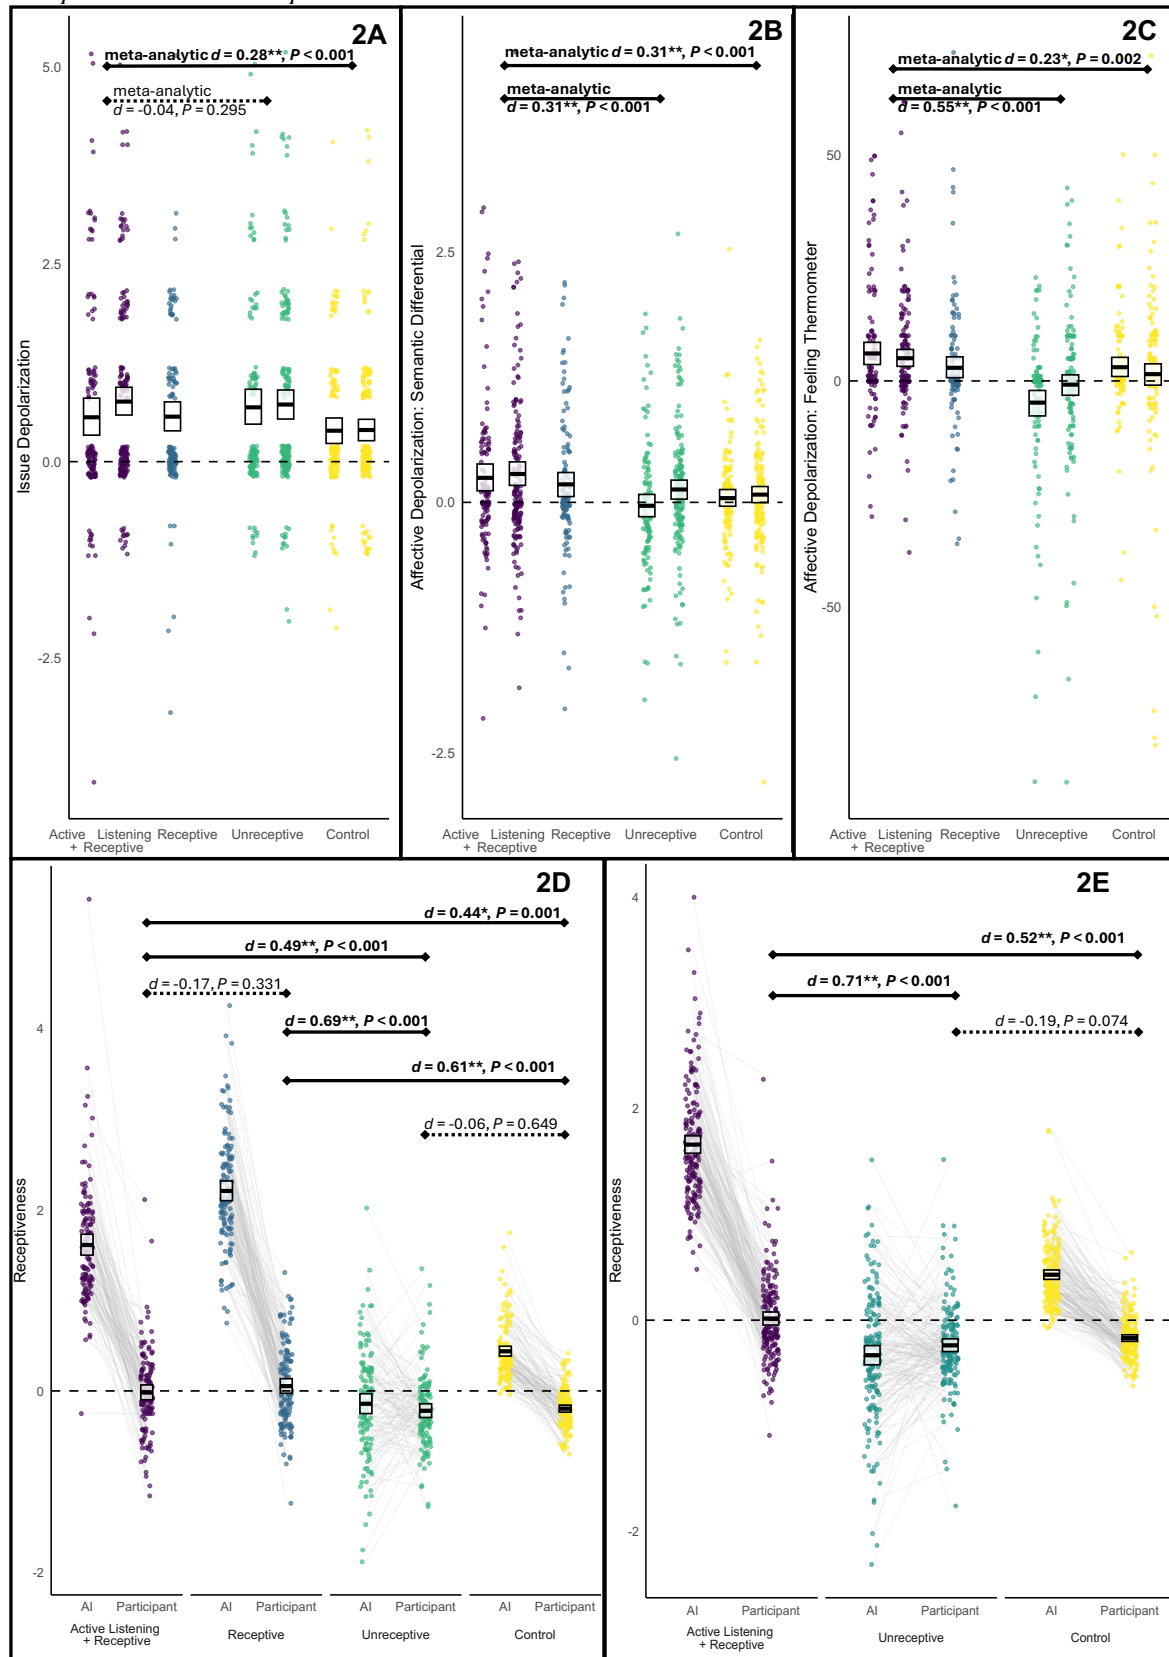 2A
meta-analytic d = 0.28**, P < 0.001
meta-analytic
d = -0.04, P = 0.295
5.0
2.5
0.0
-2.5
Issue Depolarization
Active Listening + Receptive
Receptive
Unreceptive
Control
2B
meta-analytic d = 0.31**, P < 0.001
meta-analytic
d = 0.31**, P < 0.001
2.5
0.0
-2.5
Affective Depolarization: Semantic Differential
Active Listening + Receptive
Receptive
Unreceptive
Control
2C
meta-analytic d = 0.23*, P = 0.002
meta-analytic
d = 0.55**, P < 0.001
50
0
-50
Affective Depolarization: Feeling Thermometer
Active Listening + Receptive
Receptive
Unreceptive
Control
2D
d = 0.44*, P = 0.001
d = 0.49**, P < 0.001
d = -0.17, P = 0.331
d = 0.69**, P < 0.001
d = 0.61**, P < 0.001
d = -0.06, P = 0.649
4
2
0
-2
Receptiveness
AI Participant AI Participant AI Participant AI Participant
Active Listening
+ Receptive
Receptive
Unreceptive
Control
2E
d = 0.52**, P < 0.001
d = 0.71**, P < 0.001
d = -0.19, P = 0.074
4
2
0
-2
Receptiveness
AI Participant AI Participant AI Participant
Active Listening
+ Receptive
Unreceptive
Control